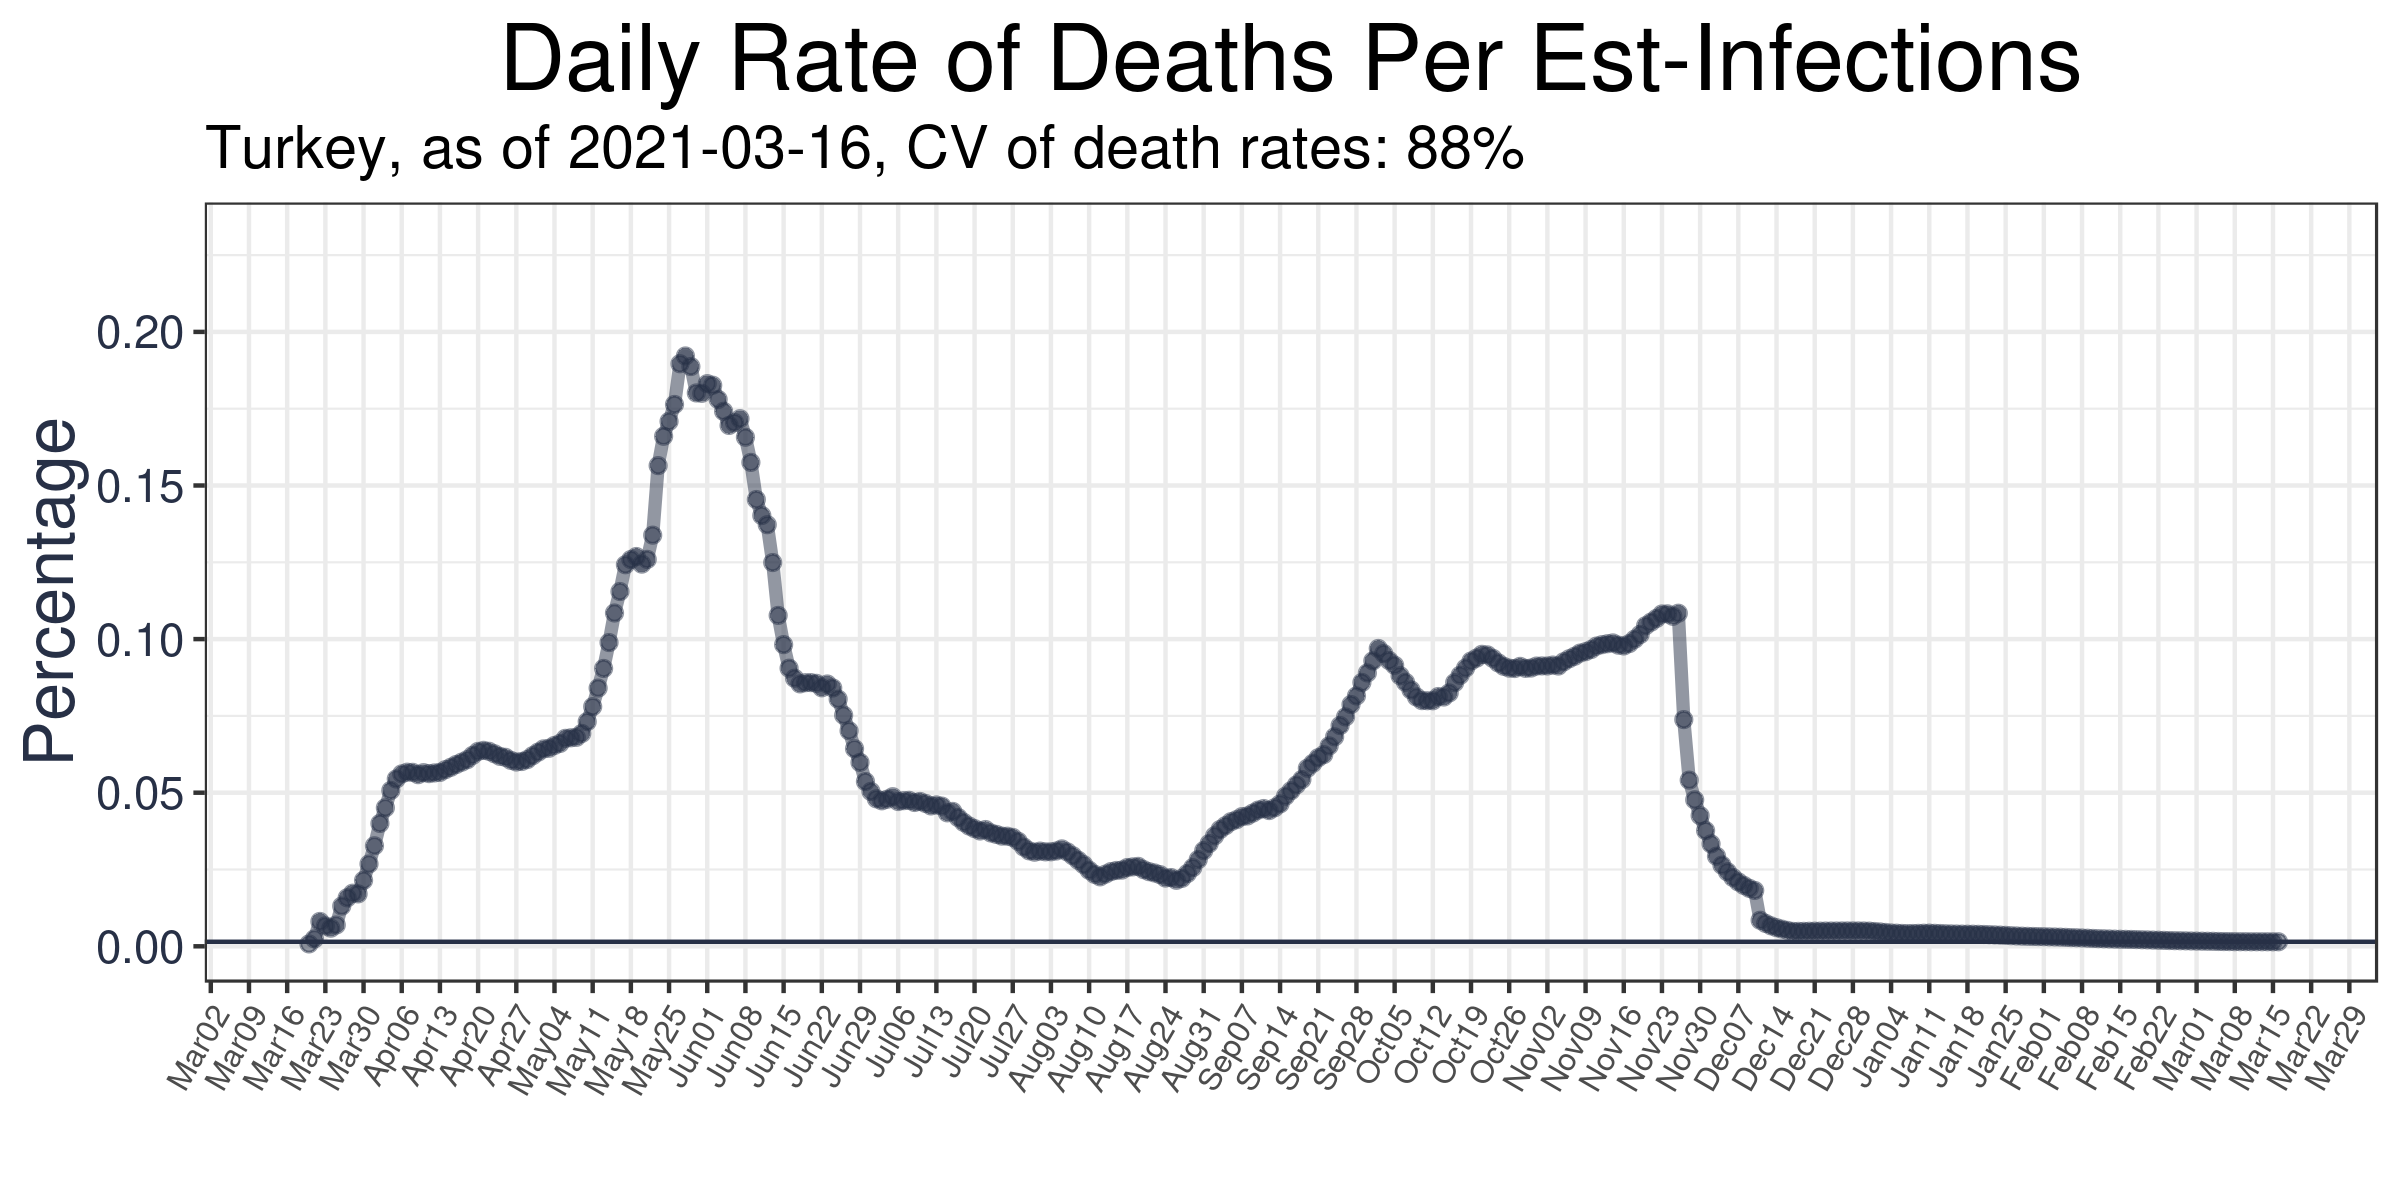 Daily Rate of Deaths Per Est-Infections
Turkey, as of 2021-03-16, CV of death rates: 88%
Percentage
0.20
0.15
0.10
0.05
0.00
Mar02
Mar09
Mar16
Mar23
Mar30
Apr06
Apr13
Apr20
Apr27
May04
May11
May18
May25
Jun01
Jun08
Jun15
Jun22
Jun29
Jul06
Jul13
Jul20
Jul27
Aug03
Aug10
Aug17
Aug24
Aug31
Sep07
Sep14
Sep21
Sep28
Oct05
Oct12
Oct19
Oct26
Nov02
Nov09
Nov16
Nov23
Nov30
Dec07
Dec14
Dec21
Dec28
Jan04
Jan11
Jan18
Jan25
Feb01
Feb08
Feb15
Feb22
Mar01
Mar08
Mar15
Mar22
Mar29